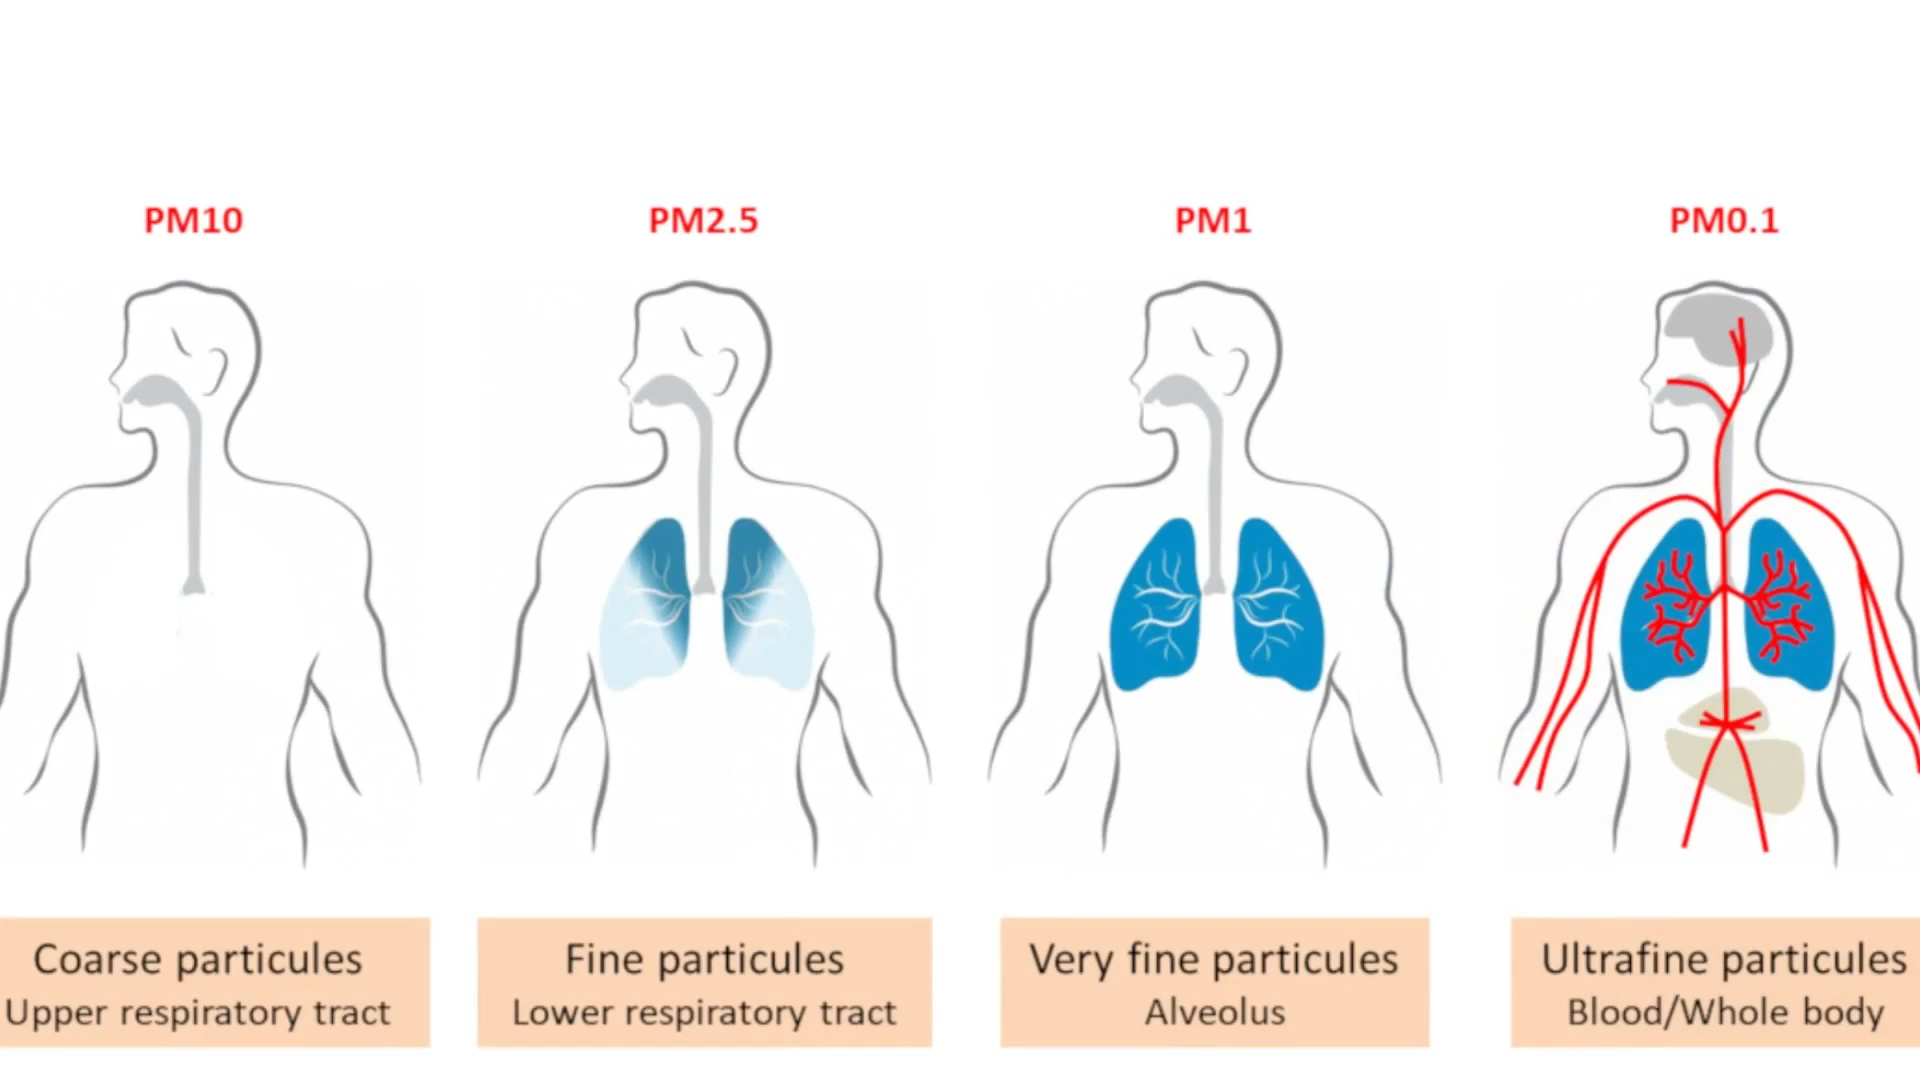 PM10
PM2.5
PM1
PM0.1
Coarse particules
Upper respiratory tract
Fine particules
Lower respiratory tract
Very fine particules
Alveolus
Ultrafine particules
Blood/Whole body